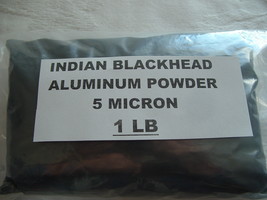 INDIAN BLACKHEAD
ALUMINUM POWDER
5 MICRON
1 LB